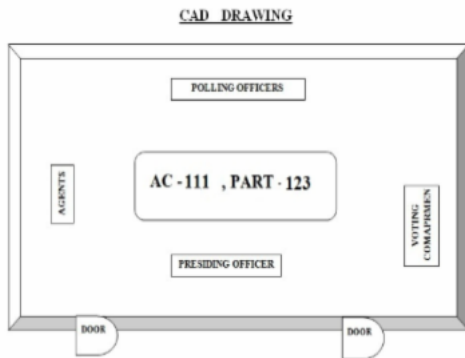 CAD DRAWING
POLLING OFFICERS
AC -111 , PART - 123
AGENTS
VOTING
COMAPRMEN
PRESIDING OFFICER
DOOR
DOOR